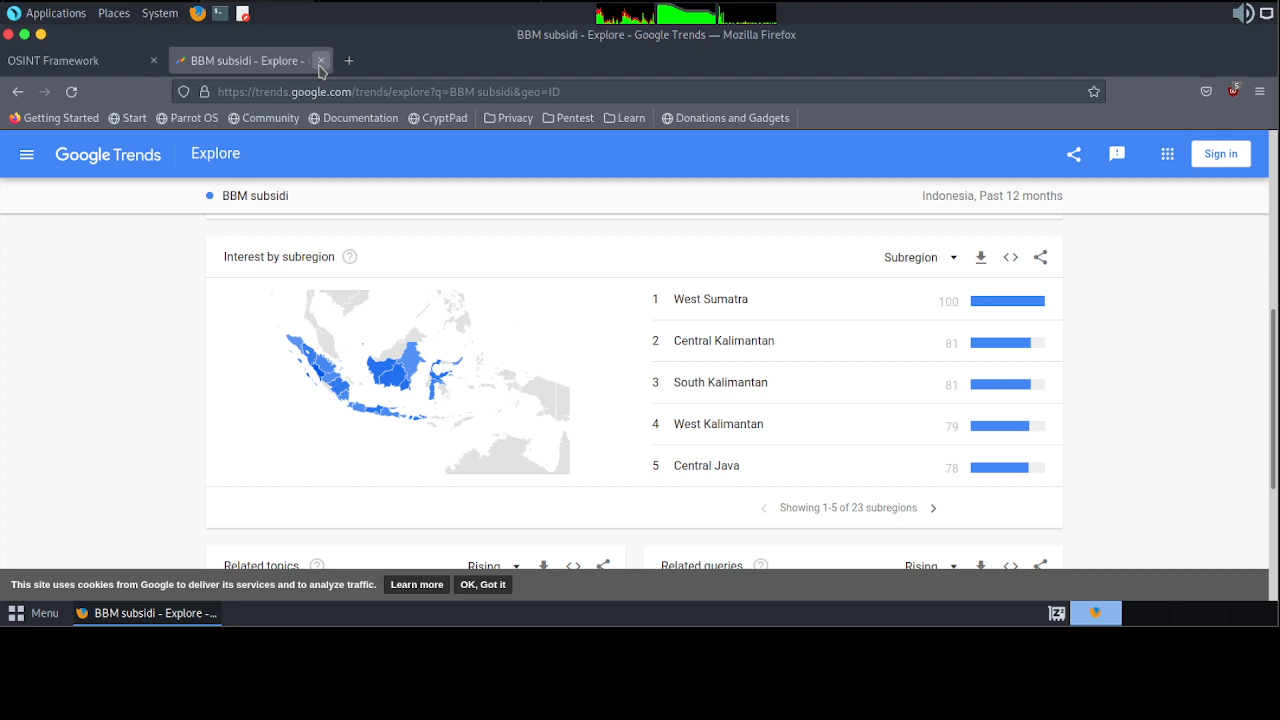 Applications Places System
BBM subsidi - Explore - Google Trends — Mozilla Firefox
OSINT Framework
BBM subsidi - Explore -
https://trends.google.com/trends/explore?q=BBM subsidi&geo=ID
5
Getting Started Start Parrot OS Community Documentation CryptPad Privacy Pentest Learn Donations and Gadgets
Google Trends Explore Sign in
BBM subsidi Indonesia, Past 12 months
Interest by subregion ? Subregion
1 West Sumatra 100
2 Central Kalimantan 81
3 South Kalimantan 81
4 West Kalimantan 79
5 Central Java 78
Showing 1-5 of 23 subregions
Related topics ? Rising Related queries ? Rising
This site uses cookies from Google to deliver its services and to analyze traffic. Learn more OK, Got it
Menu BBM subsidi - Explore -...